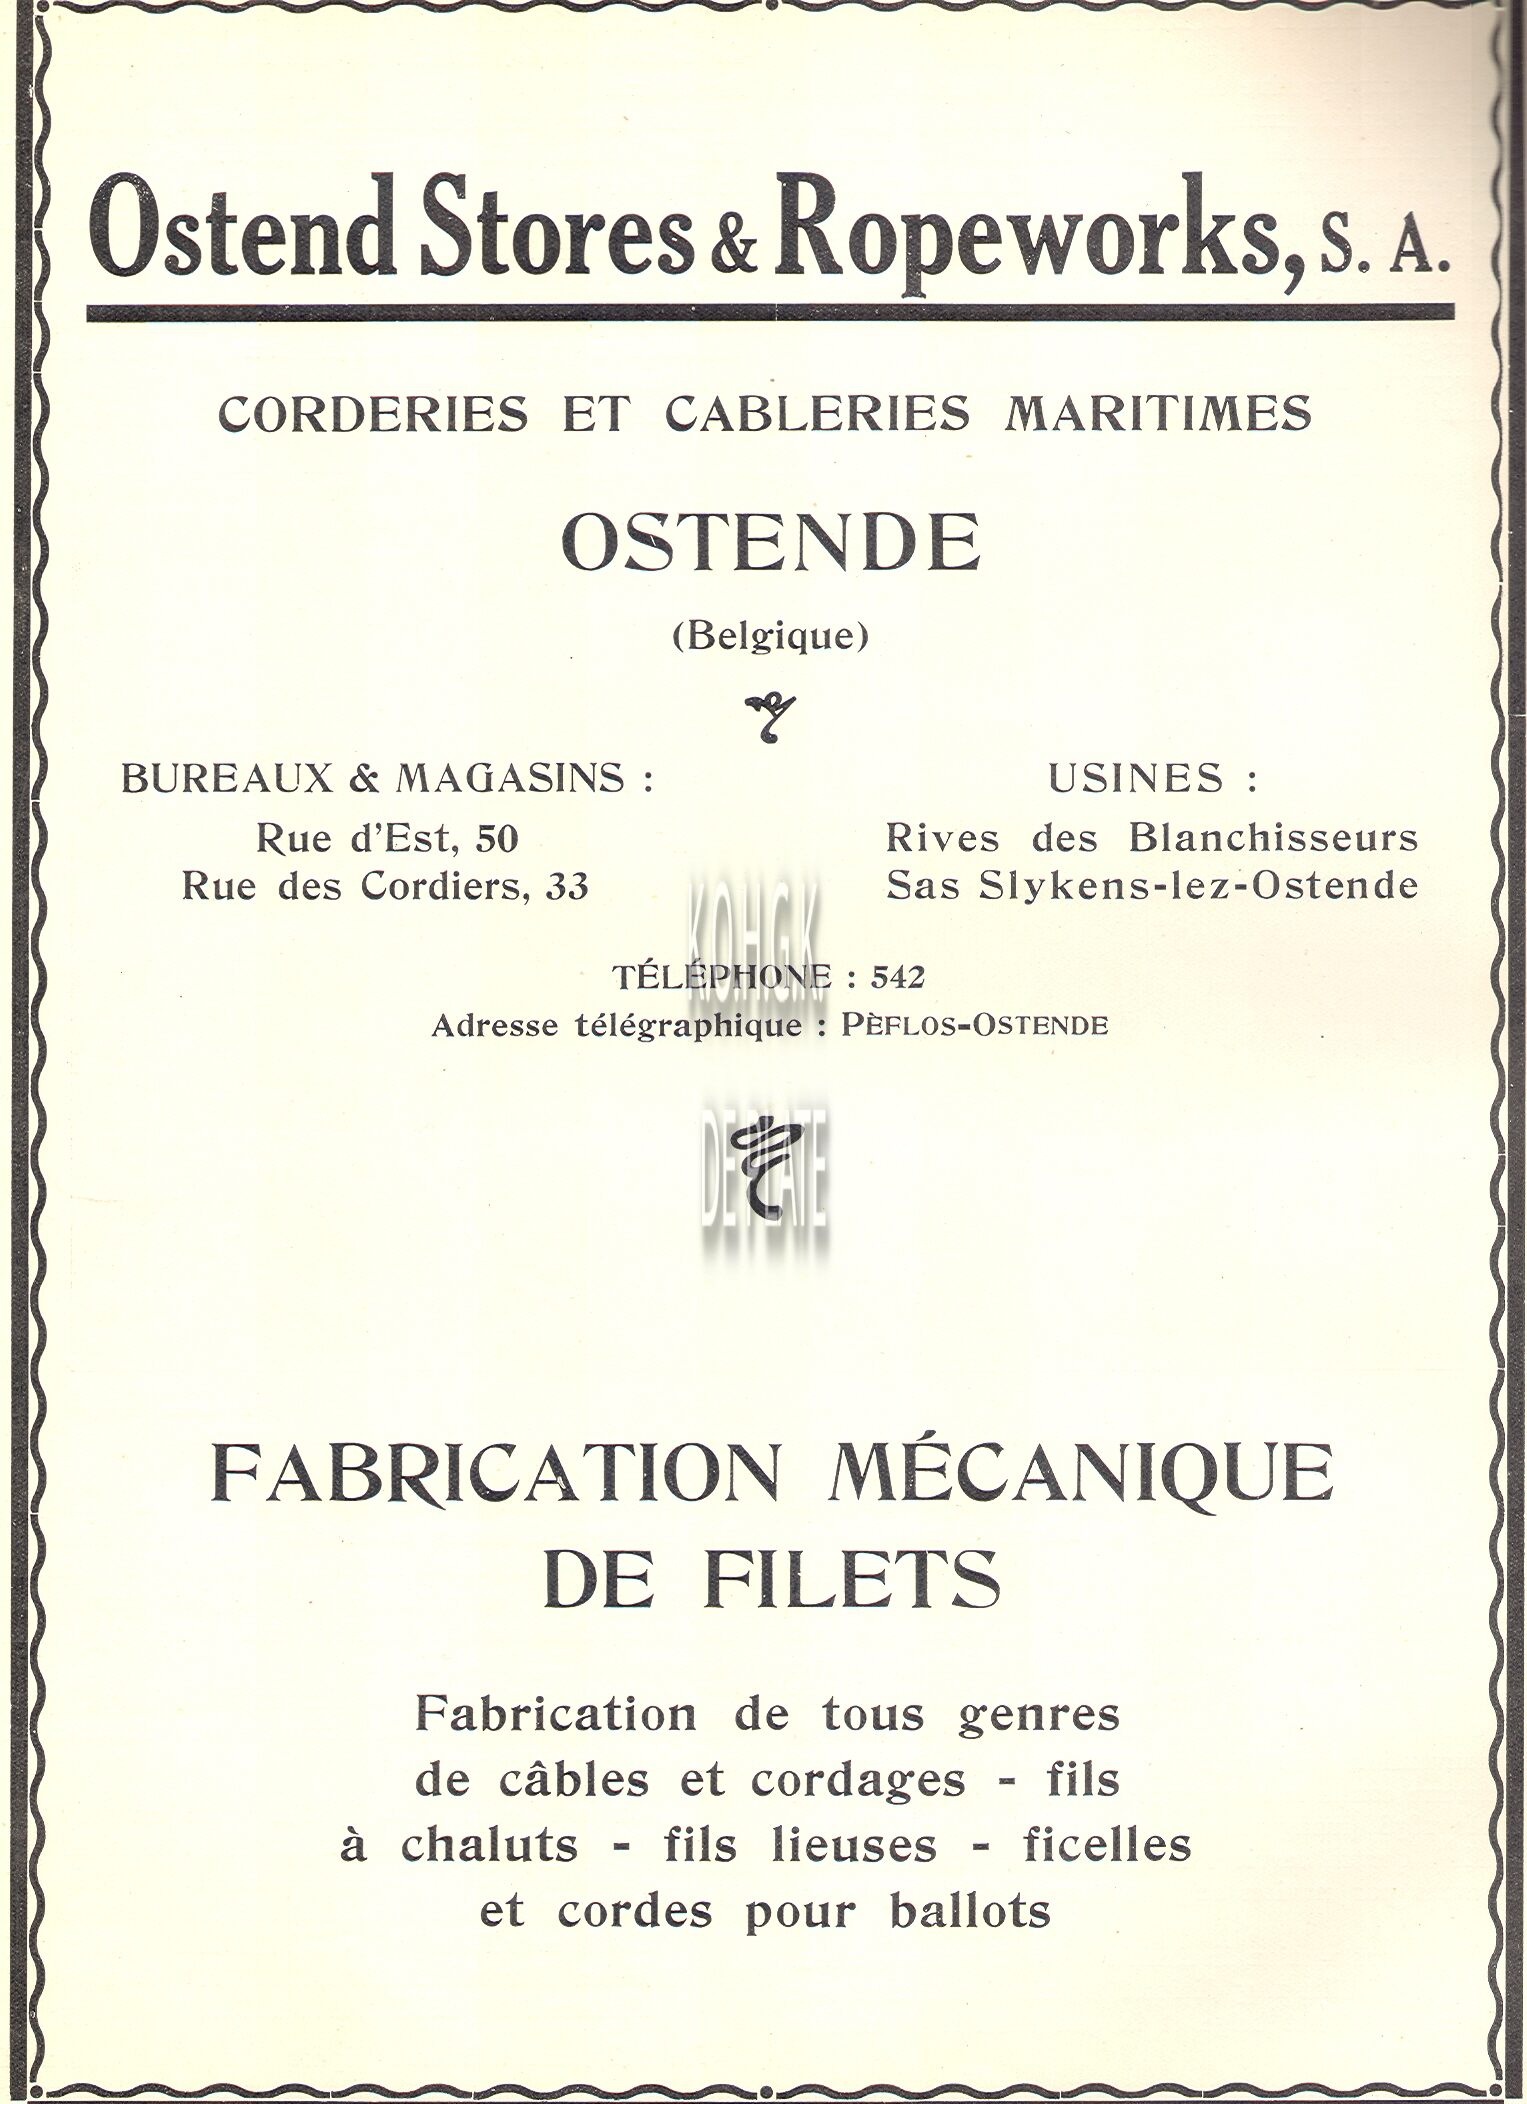 Ostend Stores & Ropeworks, S. A.
CORDERIES ET CABLERIES MARITIMES
OSTENDE
(Belgique)
BUREAUX & MAGASINS :
Rue d'Est, 50
Rue des Cordiers, 33
USINES :
Rives des Blanchisseurs
Sas Slykens-lez-Ostende
K.O.H.G.K.
TÉLÉPHONE : 542
Adresse télégraphique : PÈFLOS-OSTENDE
DE PLATE
FABRICATION MÉCANIQUE
DE FILETS
Fabrication de tous genres
de câbles et cordages - fils
à chaluts - fils lieuses - ficelles
et cordes pour ballots